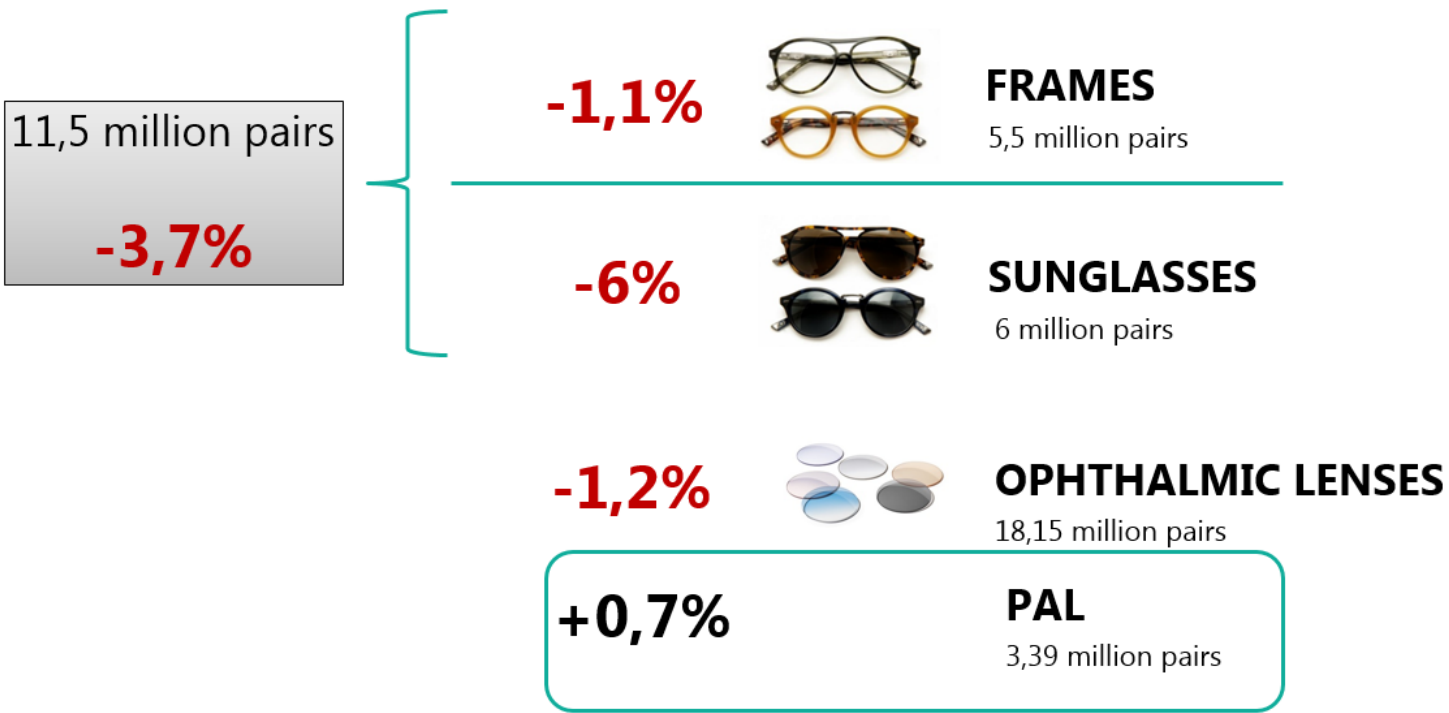 11,5 million pairs
-3,7%
-1,1%
FRAMES
5,5 million pairs
-6%
SUNGLASSES
6 million pairs
-1,2%
OPHTHALMIC LENSES
18,15 million pairs
+0,7%
PAL
3,39 million pairs